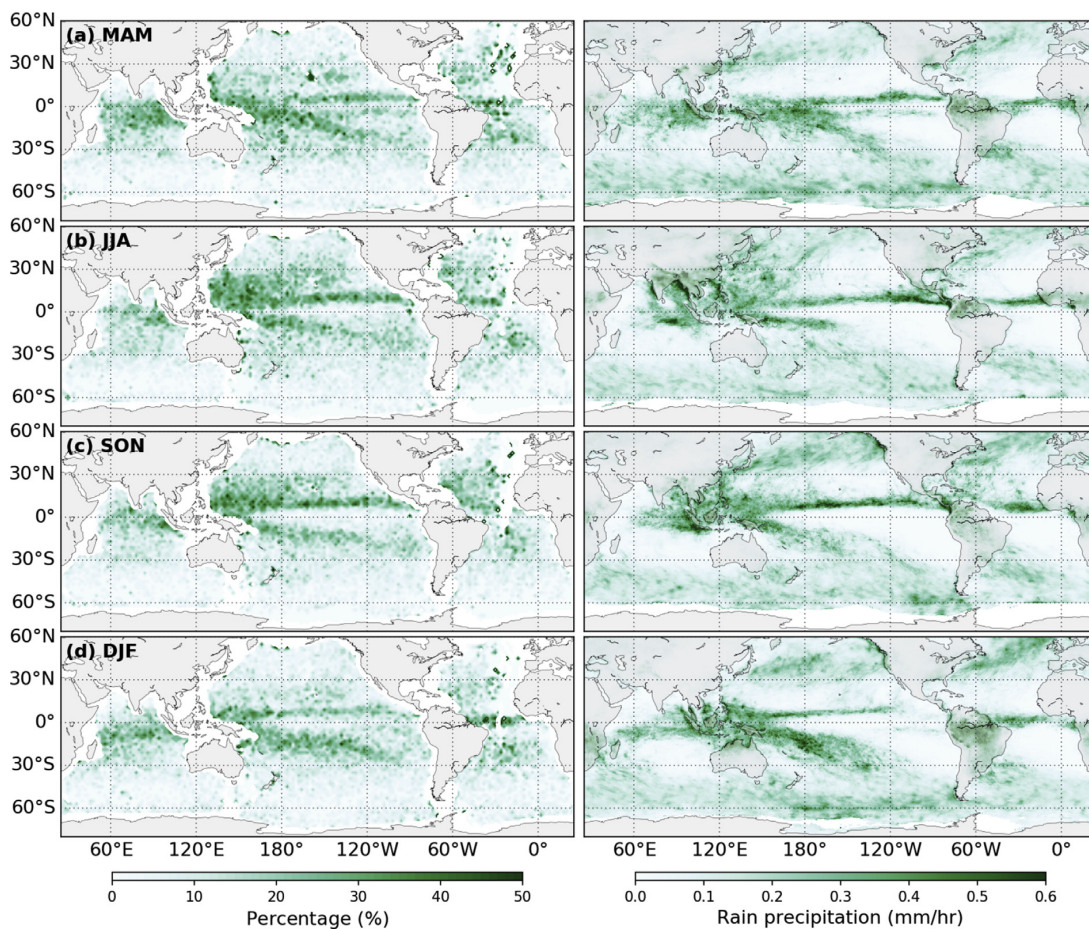 60°N
(a) MAM
30°N
0°
30°S
60°S
60°N
(b) JJA
30°N
0°
30°S
60°S
60°N
(c) SON
30°N
0°
30°S
60°S
60°N
(d) DJF
30°N
0°
30°S
60°S
60°E 120°E 180° 120°W 60°W 0° 60°E 120°E 180° 120°W 60°W 0°
0 10 20 30 40 50 0.0 0.1 0.2 0.3 0.4 0.5 0.6
Percentage (%) Rain precipitation (mm/hr)